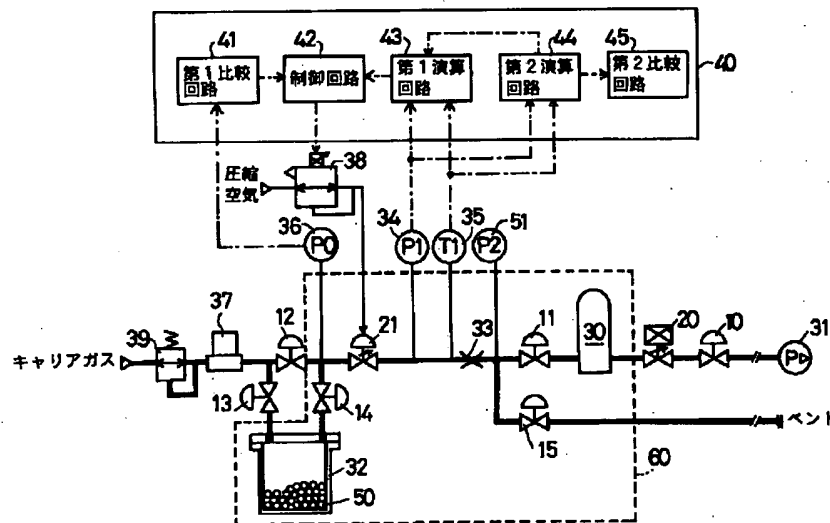 41
42
43
44
45
第1比較
回路
制御回路
第1演算
回路
第2演算
回路
第2比較
回路
40
圧縮
空気
38
36
P0
34
P1
35
T1
51
P2
37
39
12
21
33
11
30
20
10
31
P
キャリアガス
13
14
15
ベント
32
50
60